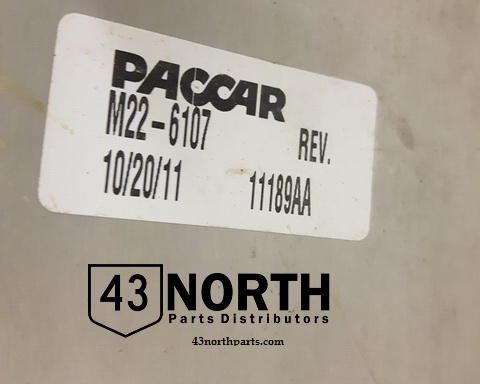 PACCAR
M22-6107
REV.
10/20/11
11189AA
43 NORTH
Parts Distributors
43northparts.com